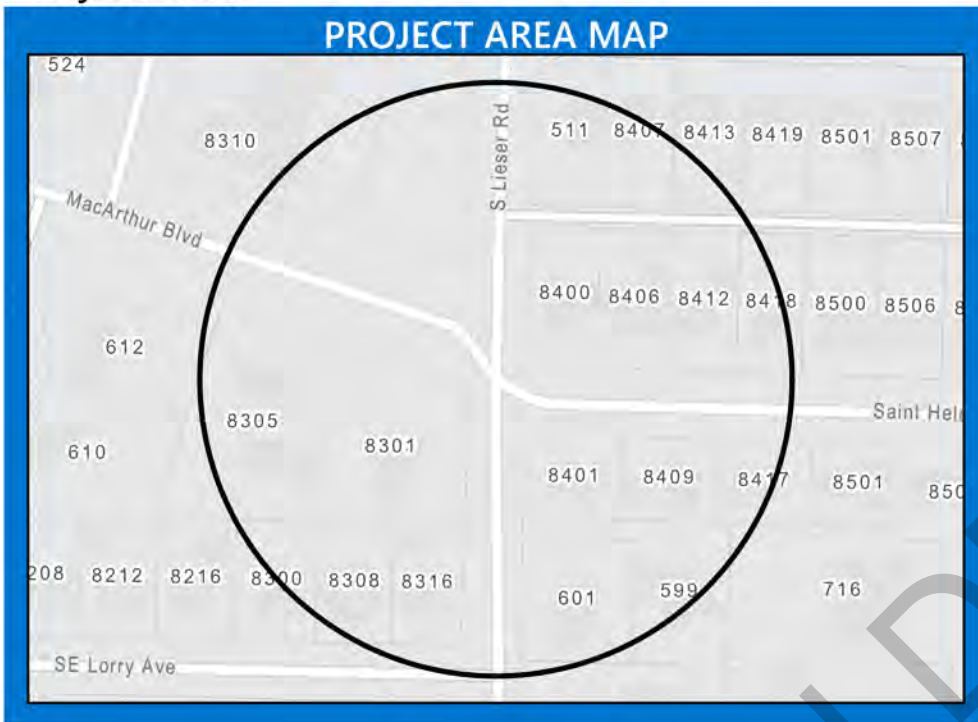 PROJECT AREA MAP
524
8310
S Lieser Rd
511 8407 8413 8419 8501 8507
MacArthur Blvd
8400 8406 8412 8418 8500 8506
612
8305
8301
610
Saint Hele
8401 8409 8417 8501 850
208 8212 8216 8300 8308 8316
601 599 716
SE Lorry Ave